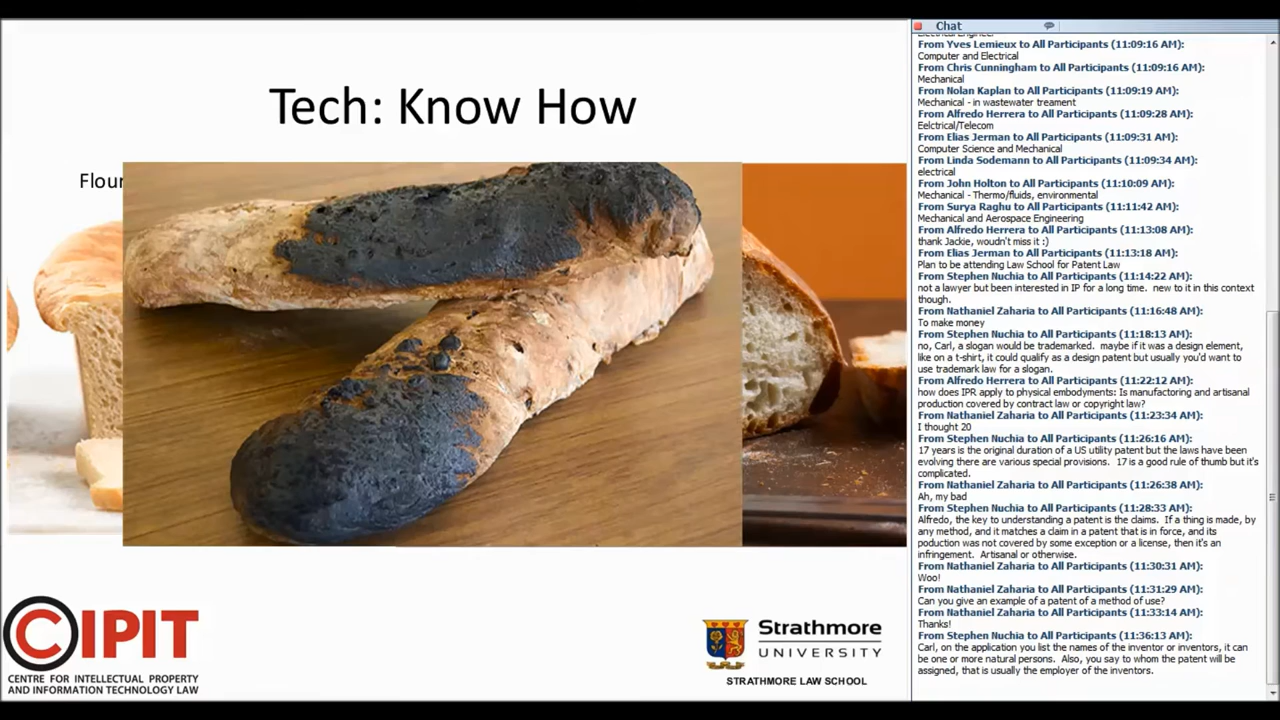 Tech: Know How
Flour
CIPIT
CENTRE FOR INTELLECTUAL PROPERTY
AND INFORMATION TECHNOLOGY LAW
Strathmore
UNIVERSITY
STRATHMORE LAW SCHOOL
Chat
Electrical Engineer
From Yves Lemieux to All Participants (11:09:16 AM):
Computer and Electrical
From Chris Cunningham to All Participants (11:09:16 AM):
Mechanical
From Nolan Kaplan to All Participants (11:09:19 AM):
Mechanical - in wastewater treament
From Alfredo Herrera to All Participants (11:09:28 AM):
Eelctrical/Telecom
From Elias Jerman to All Participants (11:09:31 AM):
Computer Science and Mechanical
From Linda Sodemann to All Participants (11:09:34 AM):
electrical
From John Holton to All Participants (11:10:09 AM):
Mechanical - Thermo/fluids, environmental
From Surya Raghu to All Participants (11:11:42 AM):
Mechanical and Aerospace Engineering
From Alfredo Herrera to All Participants (11:13:08 AM):
thank Jackie, woudn't miss it :)
From Elias Jerman to All Participants (11:13:18 AM):
Plan to be attending Law School for Patent Law
From Stephen Nuchia to All Participants (11:14:22 AM):
not a lawyer but been interested in IP for a long time. new to it in this context
though.
From Nathaniel Zaharia to All Participants (11:16:48 AM):
To make money
From Stephen Nuchia to All Participants (11:18:13 AM):
no, Carl, a slogan would be trademarked. maybe if it was a design element,
like on a t-shirt, it could qualify as a design patent but usually you'd want to
use trademark law for a slogan.
From Alfredo Herrera to All Participants (11:22:12 AM):
how does IPR apply to physical embodyments: Is manufactoring and artisanal
production covered by contract law or copyright law?
From Nathaniel Zaharia to All Participants (11:23:34 AM):
I thought 20
From Stephen Nuchia to All Participants (11:26:16 AM):
17 years is the original duration of a US utility patent but the laws have been
evolving there are various special provisions. 17 is a good rule of thumb but it's
complicated.
From Nathaniel Zaharia to All Participants (11:26:38 AM):
Ah, my bad
From Stephen Nuchia to All Participants (11:28:33 AM):
Alfredo, the key to understanding a patent is the claims. If a thing is made, by
any method, and it matches a claim in a patent that is in force, and its
poduction was not covered by some exception or a license, then it's an
infringement. Artisanal or otherwise.
From Nathaniel Zaharia to All Participants (11:30:31 AM):
Woo!
From Nathaniel Zaharia to All Participants (11:31:29 AM):
Can you give an example of a patent of a method of use?
From Nathaniel Zaharia to All Participants (11:33:14 AM):
Thanks!
From Stephen Nuchia to All Participants (11:36:13 AM):
Carl, on the application you list the names of the inventor or inventors, it can
be one or more natural persons. Also, you say to whom the patent will be
assigned, that is usually the employer of the inventors.